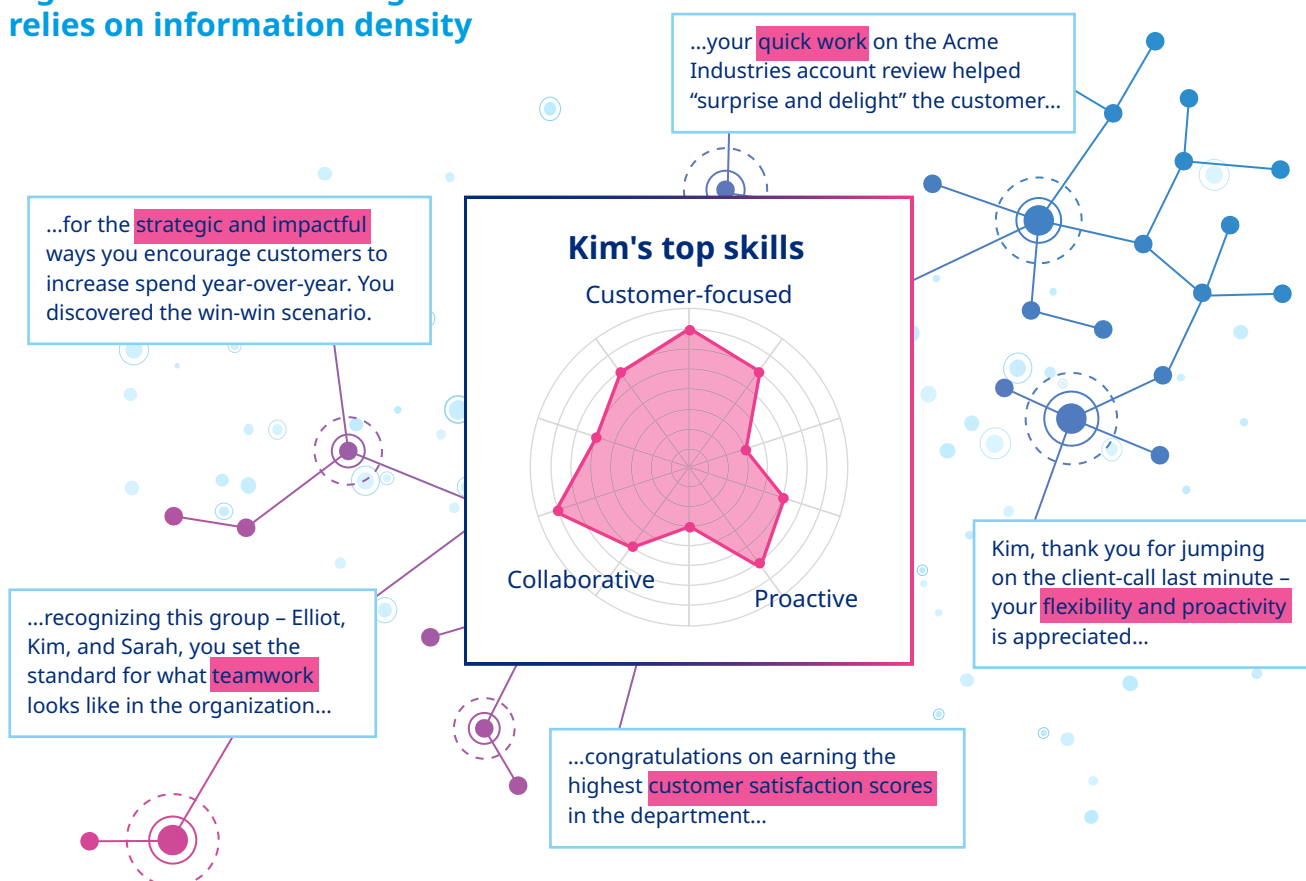 relies on information density
...your quick work on the Acme
Industries account review helped
“surprise and delight” the customer...
...for the strategic and impactful
ways you encourage customers to
increase spend year-over-year. You
discovered the win-win scenario.
Kim's top skills
Customer-focused
Collaborative
Proactive
Kim, thank you for jumping
on the client-call last minute –
your flexibility and proactivity
is appreciated...
...recognizing this group – Elliot,
Kim, and Sarah, you set the
standard for what teamwork
looks like in the organization...
...congratulations on earning the
highest customer satisfaction scores
in the department...